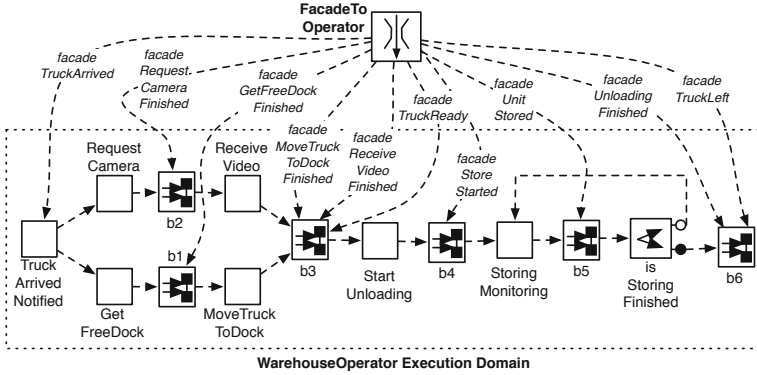 FacadeTo
Operator
facade
TruckArrived
facade
Request
Camera
Finished
facade
GetFreeDock
Finished
facade
MoveTruck
ToDock
Finished
facade
Receive
Video
Finished
facade
TruckReady
facade
Store
Started
facade
Unit
Stored
facade
Unloading
Finished
facade
TruckLeft
Request
Camera
b2
Receive
Video
Truck
Arrived
Notified
b1
Get
FreeDock
MoveTruck
ToDock
b3
Start
Unloading
b4
Storing
Monitoring
b5
is
Storing
Finished
b6
WarehouseOperator Execution Domain